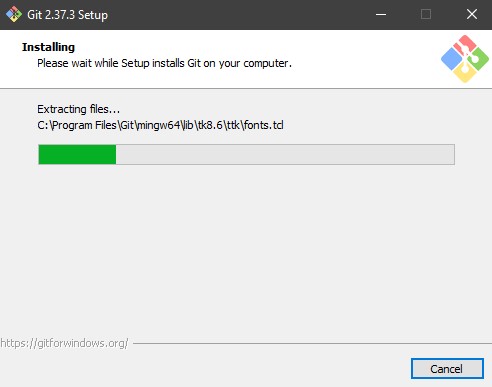 Git 2.37.3 Setup
Installing
Please wait while Setup installs Git on your computer.
Extracting files...
C:\Program Files\Git\mingw64\lib\tk8.6\ttk\fonts.tcl
https://gitforwindows.org/
Cancel